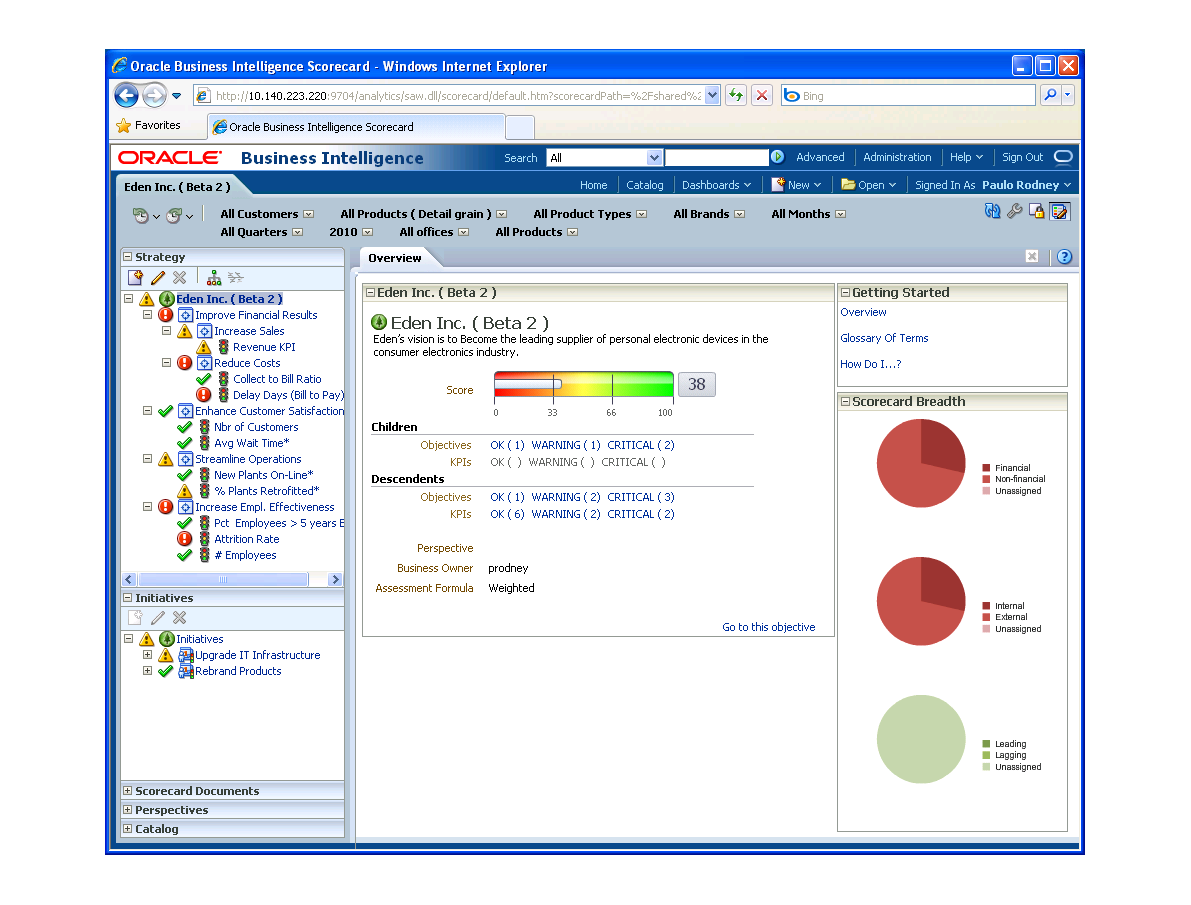 Oracle Business Intelligence Scorecard - Windows Internet Explorer
http://10.140.223.220:9704/analytics/saw.dll/scorecard/default.htm?scorecardPath=%2Fshared%2
Bing
Favorites
Oracle Business Intelligence Scorecard
ORACLE Business Intelligence
Search All Advanced Administration Help Sign Out
Eden Inc. ( Beta 2 )
Home Catalog Dashboards New Open Signed In As Paulo Rodney
All Customers All Products ( Detail grain ) All Product Types All Brands All Months
All Quarters 2010 All offices All Products
Strategy
Eden Inc. ( Beta 2 )
Improve Financial Results
Increase Sales
Revenue KPI
Reduce Costs
Collect to Bill Ratio
Delay Days (Bill to Pay)
Enhance Customer Satisfaction
Nbr of Customers
Avg Wait Time*
Streamline Operations
New Plants On-Line*
% Plants Retrofitted*
Increase Empl. Effectiveness
Pct Employees > 5 years E
Attrition Rate
# Employees
Initiatives
Initiatives
Upgrade IT Infrastructure
Rebrand Products
Scorecard Documents
Perspectives
Catalog
Overview
Eden Inc. ( Beta 2 )
Eden Inc. ( Beta 2 )
Eden's vision is to Become the leading supplier of personal electronic devices in the
consumer electronics industry.
Score 38
0 33 66 100
Children
Objectives OK ( 1) WARNING ( 1) CRITICAL ( 2)
KPIs OK ( ) WARNING ( ) CRITICAL ( )
Descendents
Objectives OK ( 1) WARNING ( 2) CRITICAL ( 3)
KPIs OK ( 6) WARNING ( 2) CRITICAL ( 2)
Perspective
Business Owner prodney
Assessment Formula Weighted
Go to this objective
Getting Started
Overview
Glossary Of Terms
How Do I...?
Scorecard Breadth
Financial
Non-financial
Unassigned
Internal
External
Unassigned
Leading
Lagging
Unassigned